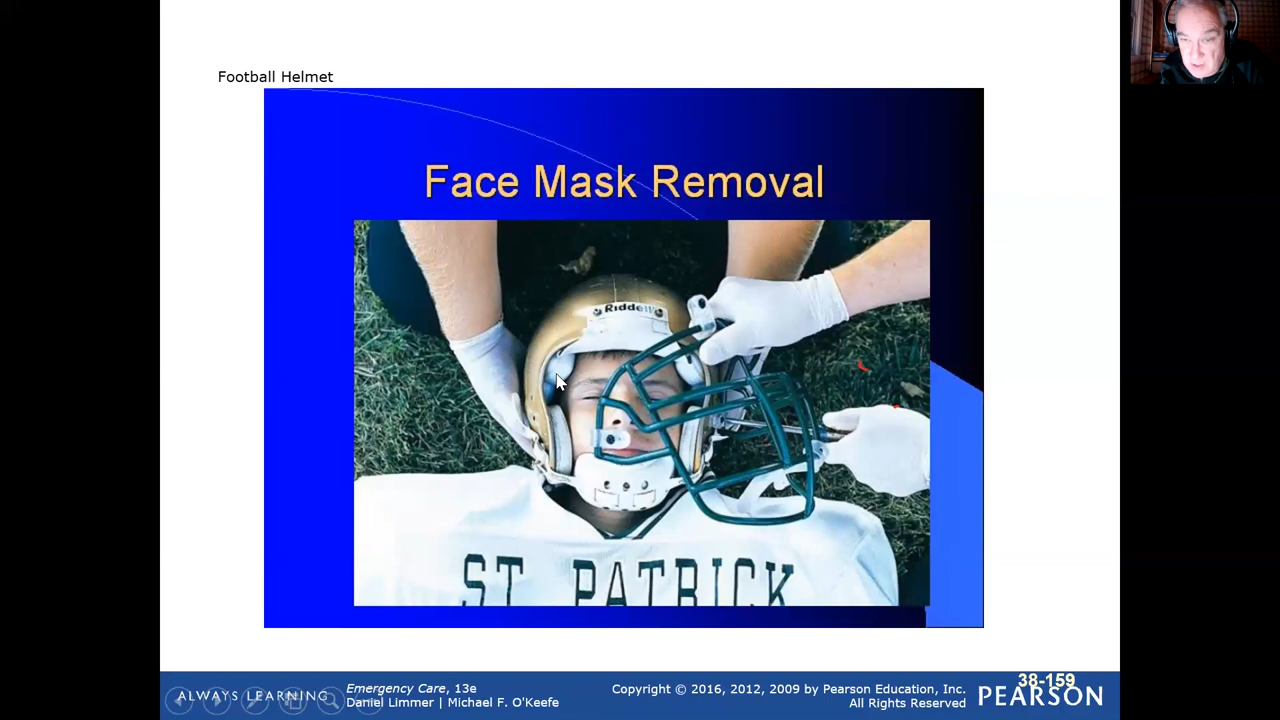 Football Helmet
Face Mask Removal
Riddell
ST. PATRICK
ALWAYS LEARNING
Emergency Care, 13e
Daniel Limmer | Michael F. O'Keefe
Copyright © 2016, 2012, 2009 by Pearson Education, Inc.
All Rights Reserved
38-159
PEARSON